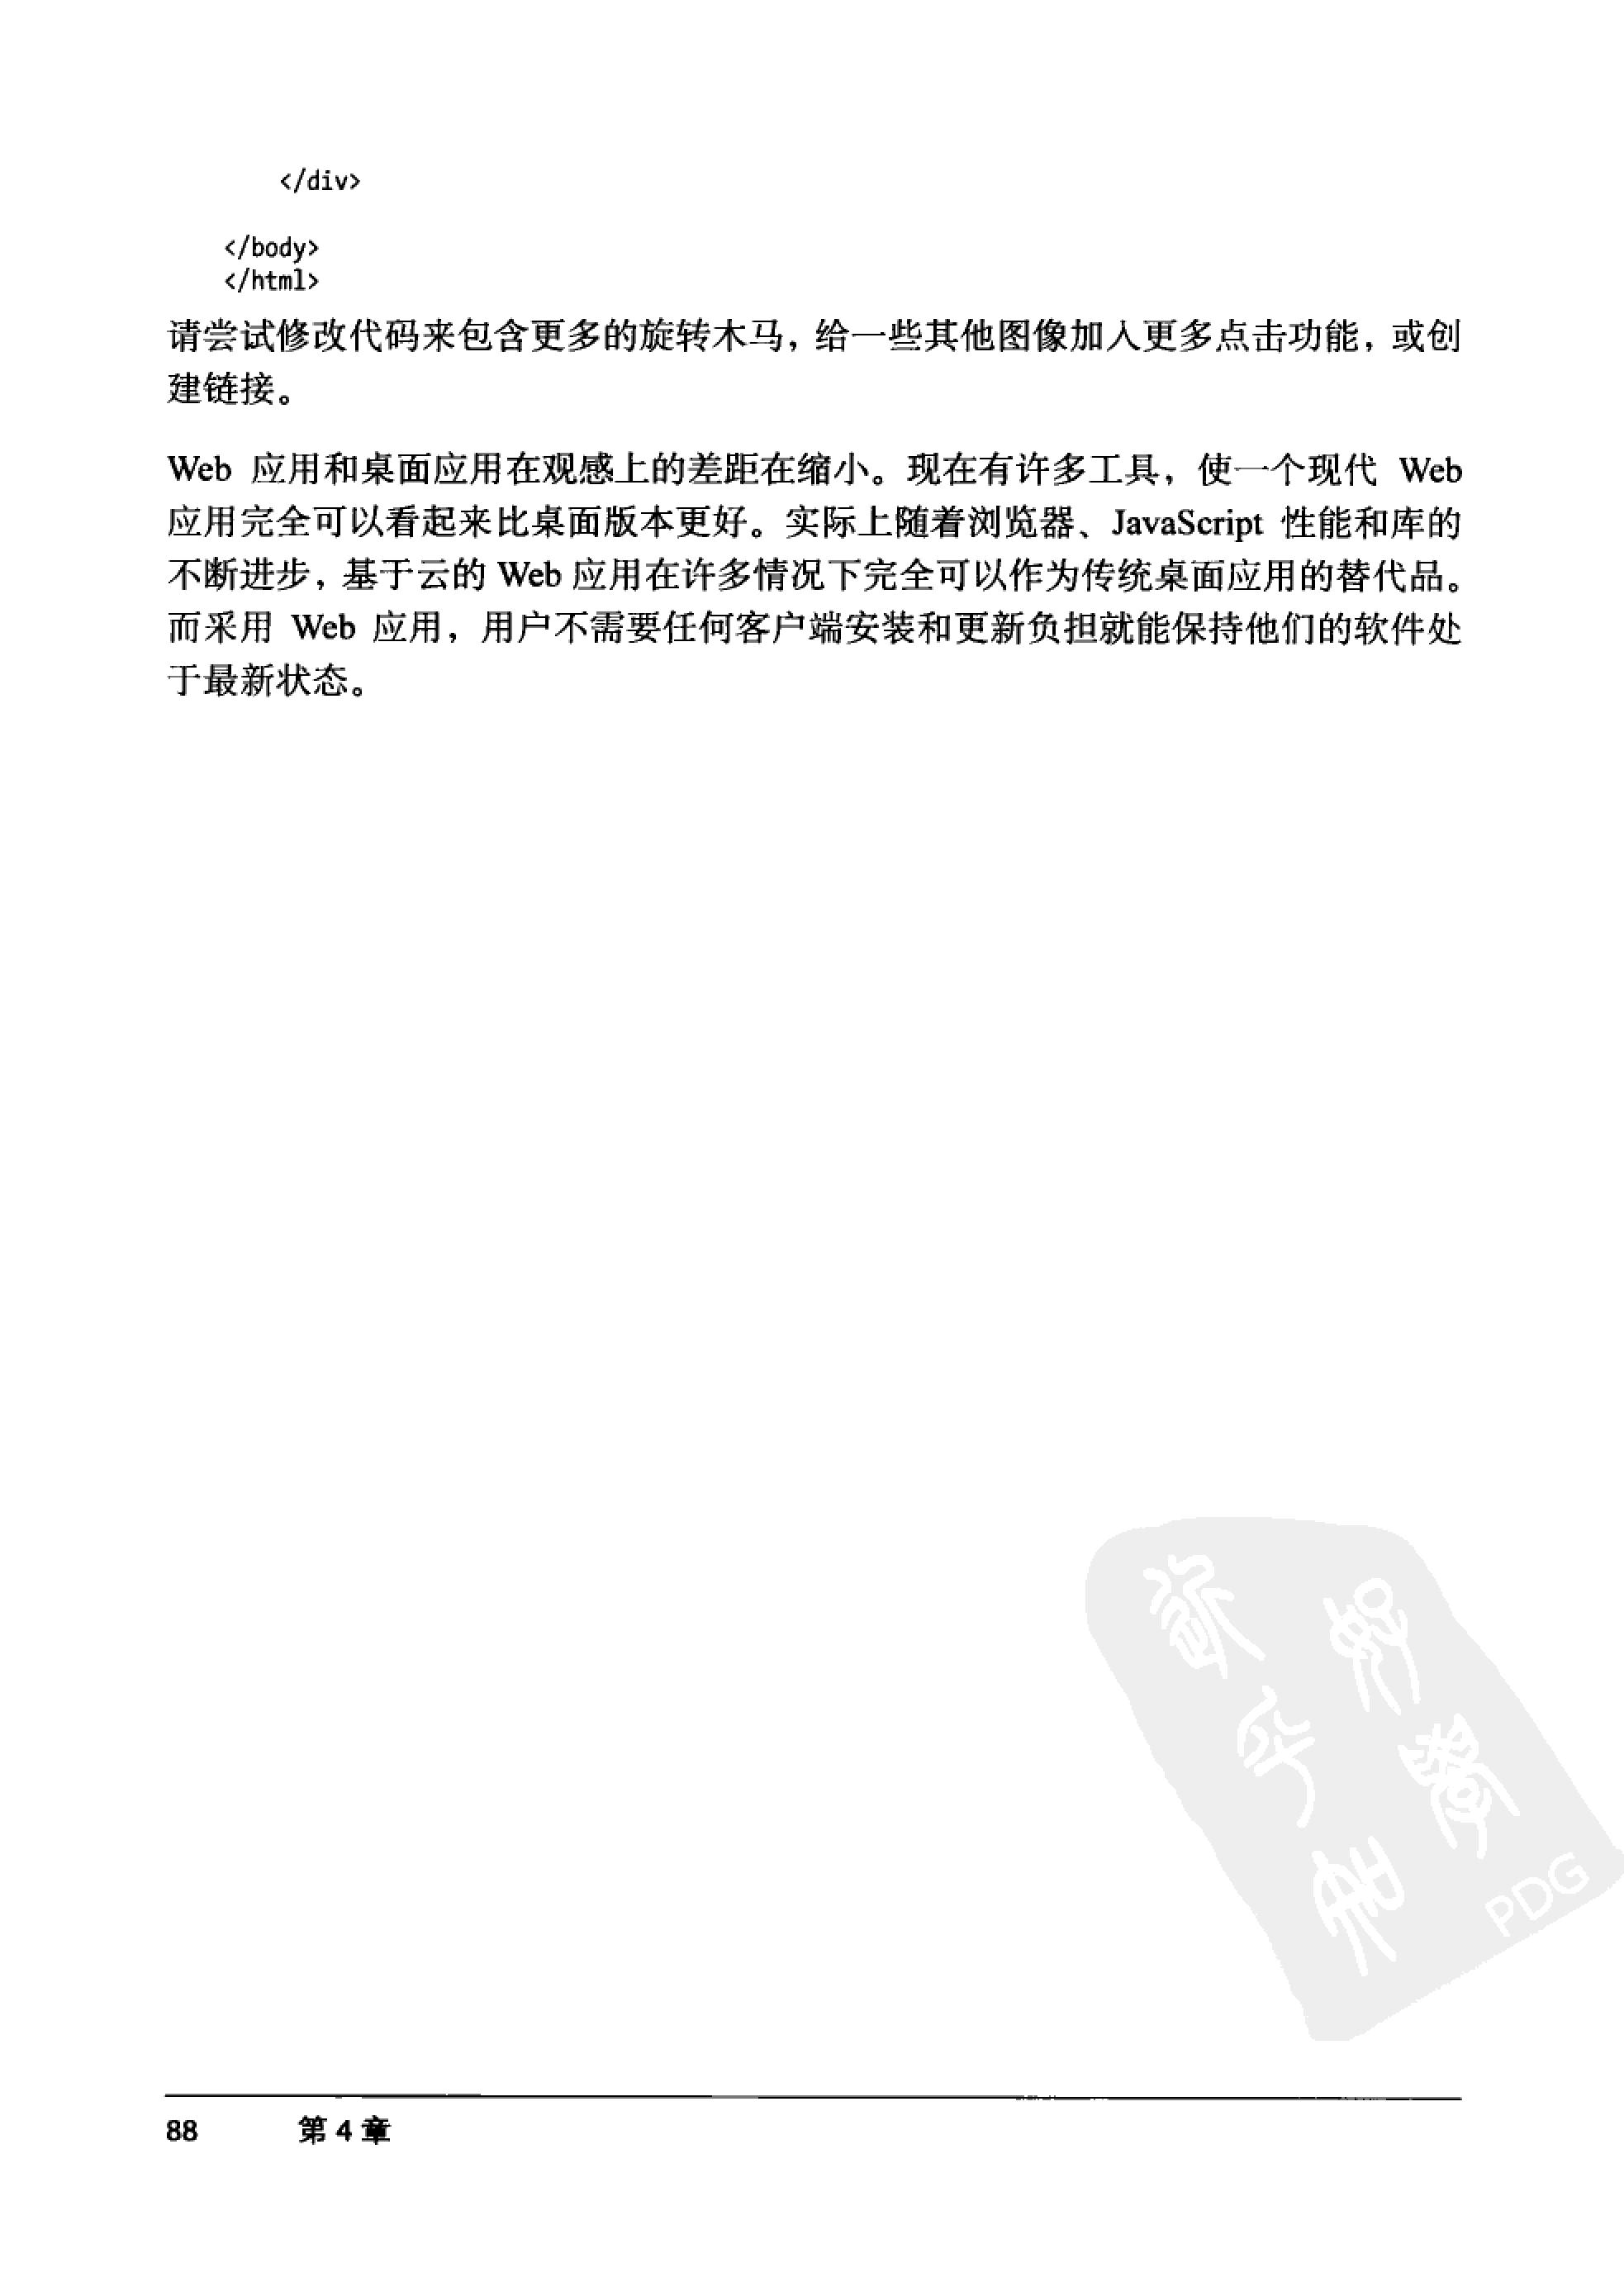 </div>
</body>
</html>
请尝试修改代码来包含更多的旋转木马，给一些其他图像加入更多点击功能，或创
建链接。
Web 应用和桌面应用在观感上的差距在缩小。现在有许多工具，使一个现代 Web
应用完全可以看起来比桌面版本更好。实际上随着浏览器、JavaScript 性能和库的
不断进步，基于云的 Web 应用在许多情况下完全可以作为传统桌面应用的替代品。
而采用 Web 应用，用户不需要任何客户端安装和更新负担就能保持他们的软件处
于最新状态。
PDG
88 第 4 章